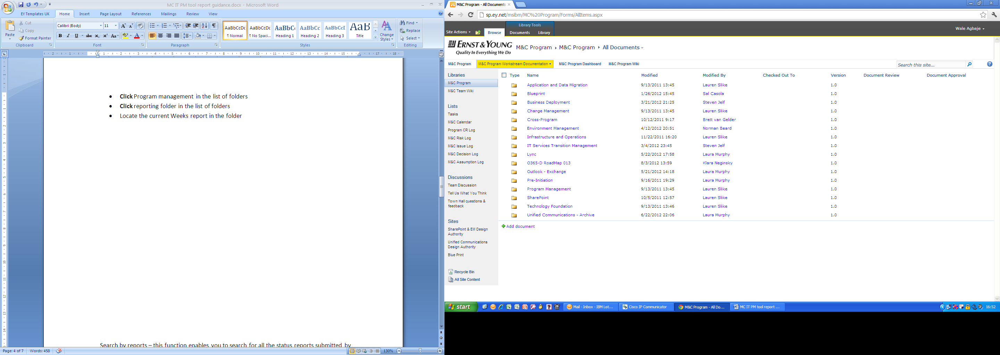 MC IT PM tool report guidance.docx - Microsoft Word
EY Templates UK Home Insert Page Layout References Mailings Review View
Paste Cut
Copy
Format Painter
Clipboard
Calibri (Body) 11
B I U abc x₂ x² Aa
Font
Paragraph
AaBbCcDc AaBbCcDc AaBbC AaBbCc AaBbCcI AaB
¶ Normal ¶ No Spaci... Heading 1 Heading 2 Heading 3 Title
Change Styles
Styles
Find
Replace
Select
Editing
• Click Program management in the list of folders
• Click reporting folder in the list of folders
• Locate the current Weeks report in the folder
Search by reports – this function enables you to search for all the status reports submitted by
Page: 4 of 7 Words: 458 130%
M&C Program - All Documents
sp.ey.net/msibm/MC%20Program/Forms/AllItems.aspx
Library Tools
Site Actions Browse Documents Library Wale Agbaje
ERNST & YOUNG
Quality In Everything We Do
M&C Program M&C Program All Documents
M&C Program M&C Program Workstream Documentation M&C Program Dashboard M&C Program Wiki Search this site...
Libraries
M&C Program
M&C Team Wiki
Lists
Tasks
M&C Calendar
Program CR Log
M&C Risk Log
M&C Issue Log
M&C Decision Log
M&C Assumption Log
Discussions
Team Discussion
Tell Us What You Think
Town Hall questions &
feedback
Sites
SharePoint & EM Design
Authority
Unified Communications
Design Authority
Blue Print
Recycle Bin
All Site Content
Type Name Modified Modified By Checked Out To Version Document Review Document Approval
Application and Data Migration 9/13/2011 13:45 Lauren Slike 1.0
Blueprint 1/26/2012 15:45 Sal Casola 1.0
Business Deployment 3/21/2012 21:25 Steven Jelf 1.0
Change Management 9/13/2011 13:45 Lauren Slike 1.0
Cross-Program 10/12/2011 9:17 Brett van Gelder 1.0
Environment Management 4/12/2012 20:51 Norman Beard 1.0
Infrastructure and Operations 11/22/2011 16:20 Lauren Slike 1.0
IT Services Transition Management 3/4/2012 23:45 Steven Jelf 1.0
Lync 5/22/2012 17:58 Laura Murphy 1.0
O365-D RoadMap 013 8/3/2012 13:59 Klara Neginsky 1.0
Outlook - Exchange 5/21/2012 14:18 Laura Murphy 1.0
Pre-Initiation 9/16/2011 19:29 Laura Murphy 1.0
Program Management 9/13/2011 13:45 Lauren Slike 1.0
SharePoint 10/5/2011 12:57 Lauren Slike 1.0
Technology Foundation 9/13/2011 13:46 Lauren Slike 1.0
Unified Communications - Archive 6/22/2012 22:06 Laura Murphy 1.0
Add document
start Mail - Inbox - IBM Lot... Cisco IP Communicator M&C Program - All Do... MC IT PM tool report ... 16:52